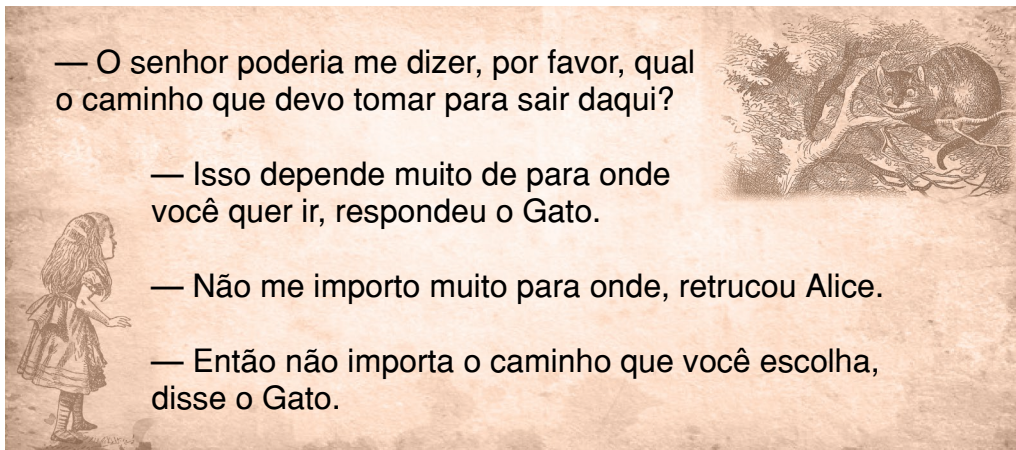 — O senhor poderia me dizer, por favor, qual
o caminho que devo tomar para sair daqui?
— Isso depende muito de para onde
você quer ir, respondeu o Gato.
— Não me importo muito para onde, retrucou Alice.
— Então não importa o caminho que você escolha,
disse o Gato.